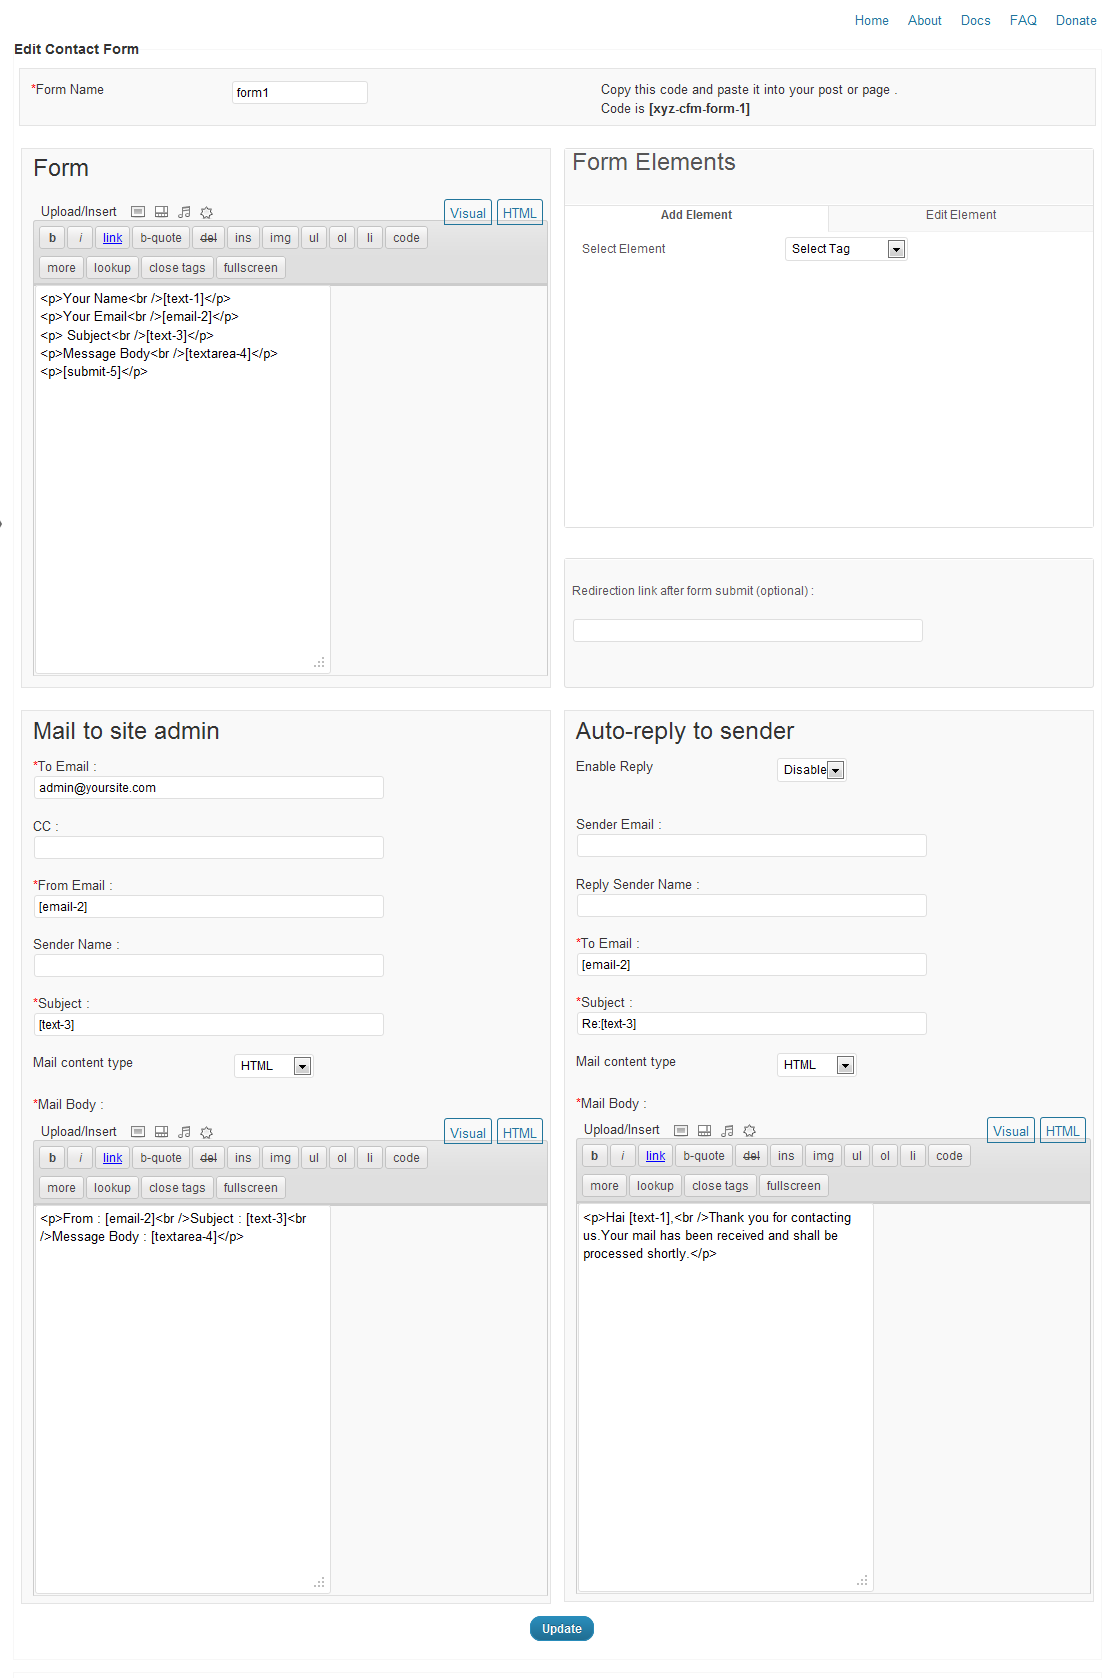 Home About Docs FAQ Donate
Edit Contact Form
*Form Name
form1
Copy this code and paste it into your post or page .
Code is [xyz-cfm-form-1]
Form
Upload/Insert
Visual HTML
b i link b-quote del ins img ul ol li code
more lookup close tags fullscreen
<p>Your Name<br />[text-1]</p>
<p>Your Email<br />[email-2]</p>
<p> Subject<br />[text-3]</p>
<p>Message Body<br />[textarea-4]</p>
<p>[submit-5]</p>
Form Elements
Add Element Edit Element
Select Element Select Tag
Redirection link after form submit (optional) :
Mail to site admin
*To Email :
admin@yoursite.com
CC :
*From Email :
[email-2]
Sender Name :
*Subject :
[text-3]
Mail content type HTML
*Mail Body :
Upload/Insert
Visual HTML
b i link b-quote del ins img ul ol li code
more lookup close tags fullscreen
<p>From : [email-2]<br />Subject : [text-3]<br
/>Message Body : [textarea-4]</p>
Auto-reply to sender
Enable Reply Disable
Sender Email :
Reply Sender Name :
*To Email :
[email-2]
*Subject :
Re:[text-3]
Mail content type HTML
*Mail Body :
Upload/Insert
Visual HTML
b i link b-quote del ins img ul ol li code
more lookup close tags fullscreen
<p>Hai [text-1],<br />Thank you for contacting
us.Your mail has been received and shall be
processed shortly.</p>
Update